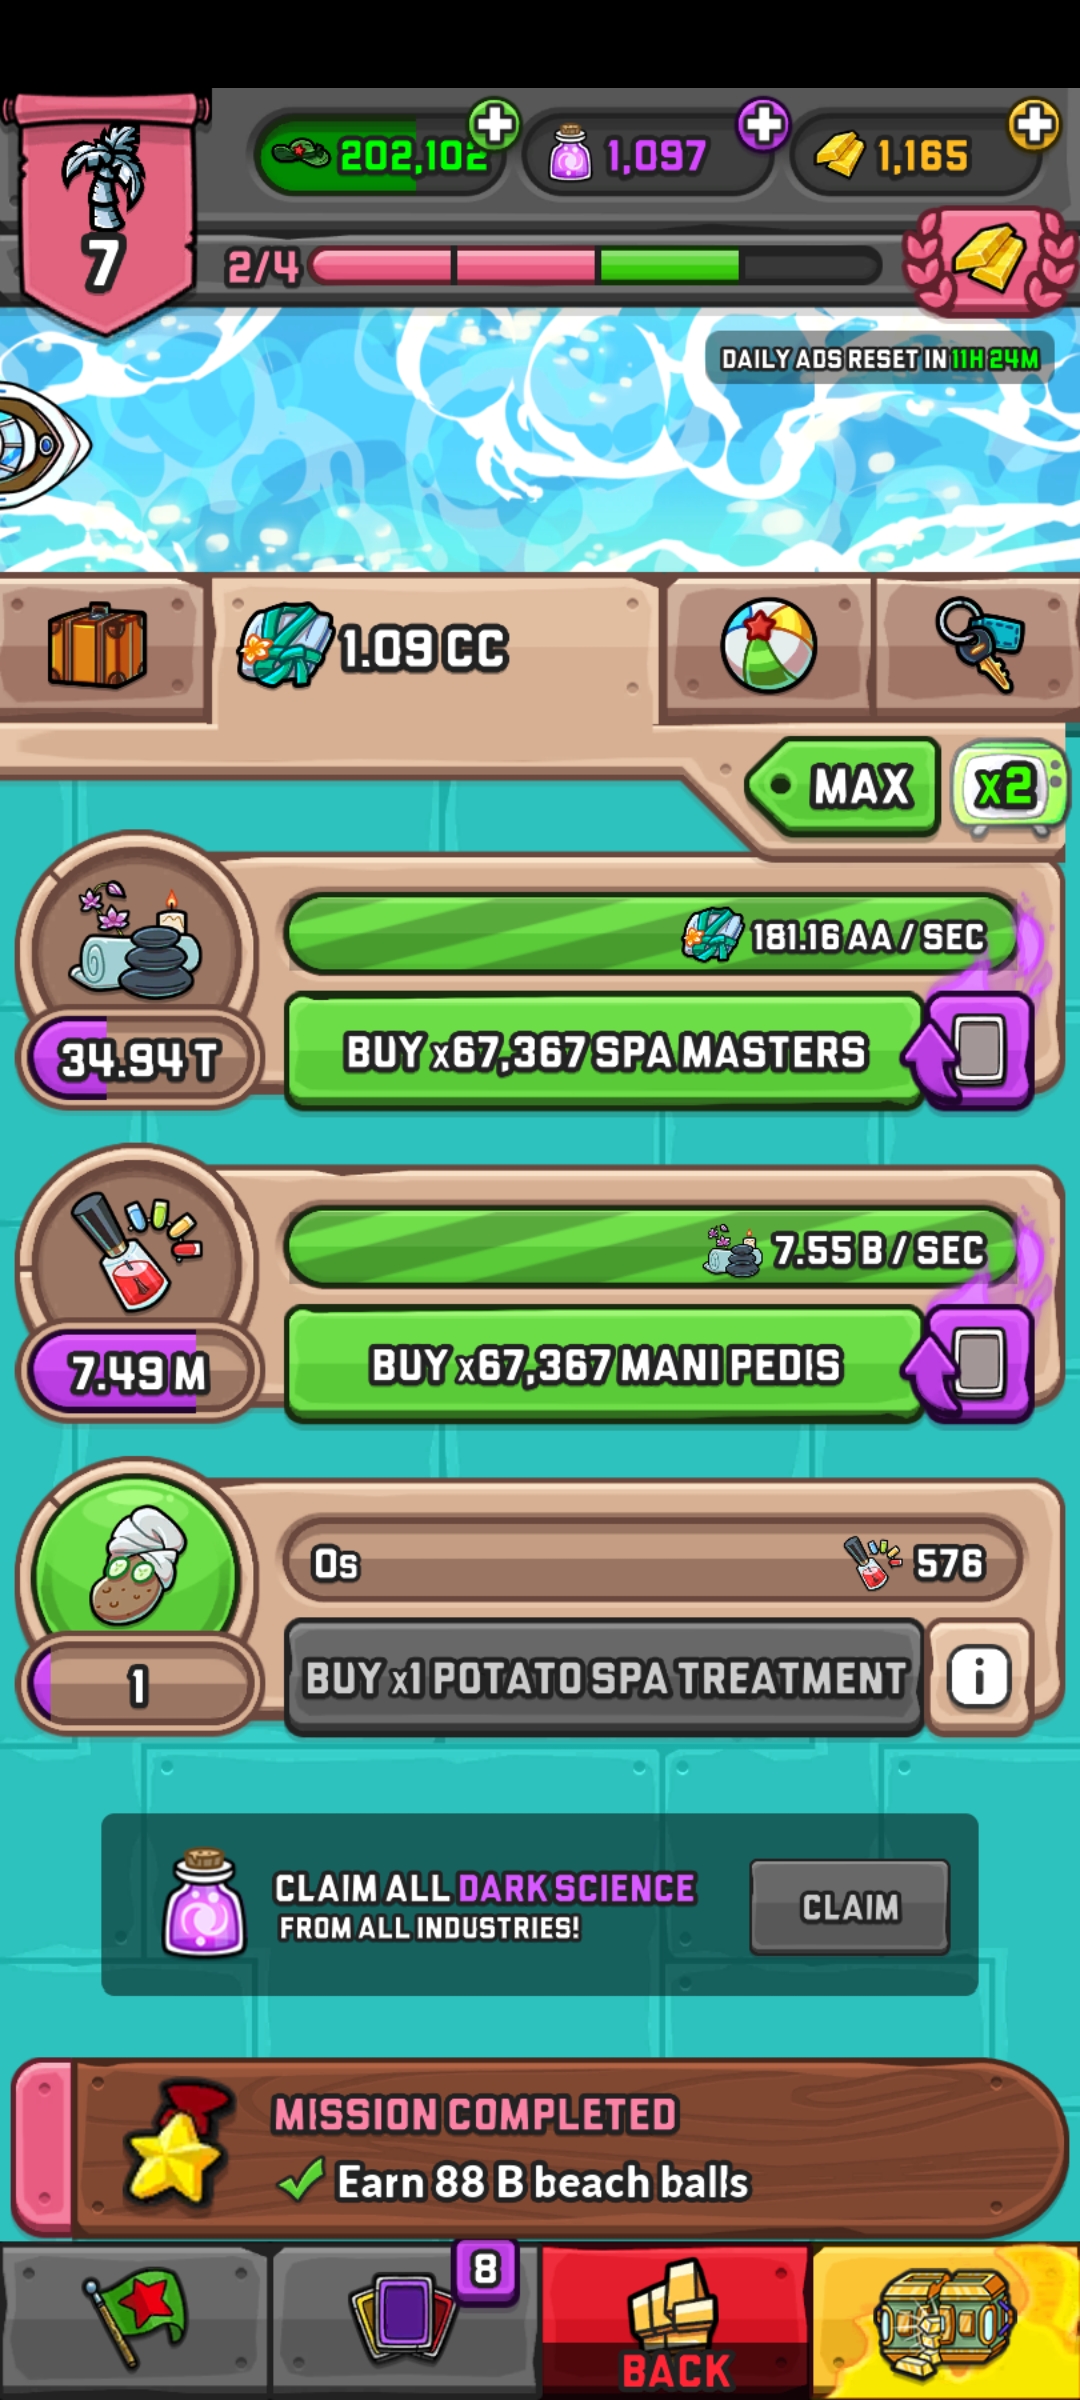 202,102
1,097
1,165
7
2/4
DAILY ADS RESET IN 11H 24M
1.09 CC
MAX
x2
181.16 AA / SEC
34.94 T
BUY x67,367 SPA MASTERS
7.55 B / SEC
7.49 M
BUY x67,367 MANI PEDIS
0s
576
1
BUY x1 POTATO SPA TREATMENT
i
CLAIM ALL DARK SCIENCE
FROM ALL INDUSTRIES!
CLAIM
MISSION COMPLETED
Earn 88 B beach balls
8
BACK